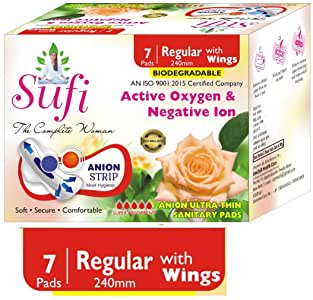 7 Pads
Regular with Wings
240mm
BIODEGRADABLE
AN ISO 9001:2015 Certified Company
Sufi
The Complete Woman
Active Oxygen &
Negative Ion
ANION
STRIP
Most Hygienic
Soft • Secure • Comfortable
ANION ULTRA-THIN
SANITARY PADS
7
Pads
Regular with
240mm Wings